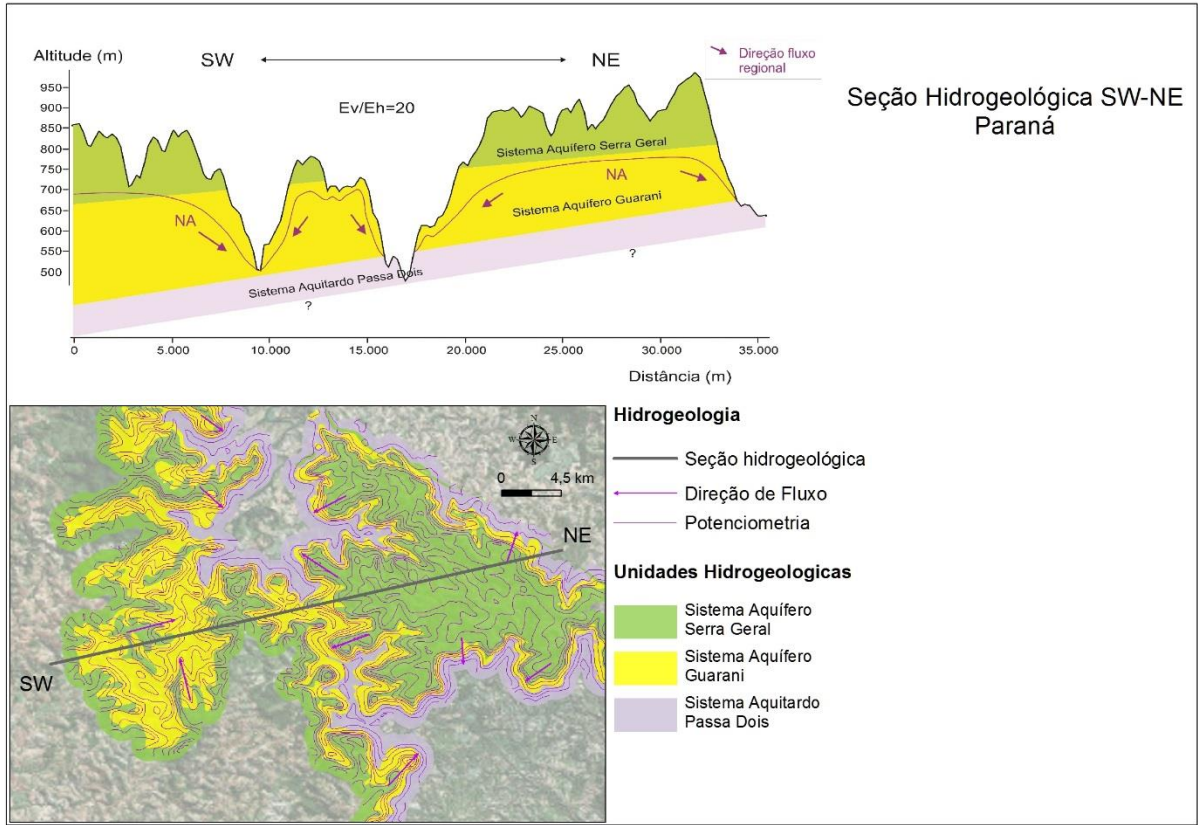 Altitude (m)
SW
NE
Direção fluxo
regional
Seção Hidrogeológica SW-NE
Paraná
Ev/Eh=20
950
900
850
800
750
700
650
600
550
500
Sistema Aquífero Serra Geral
NA
NA
Sistema Aquífero Guarani
Sistema Aquitardo Passa Dois
?
?
0
5.000
10.000
15.000
20.000
25.000
30.000
35.000
Distância (m)
N
W
E
S
0 4,5 km
NE
SW
Hidrogeologia
Seção hidrogeológica
Direção de Fluxo
Potenciometria
Unidades Hidrogeologicas
Sistema Aquífero
Serra Geral
Sistema Aquífero
Guarani
Sistema Aquitardo
Passa Dois